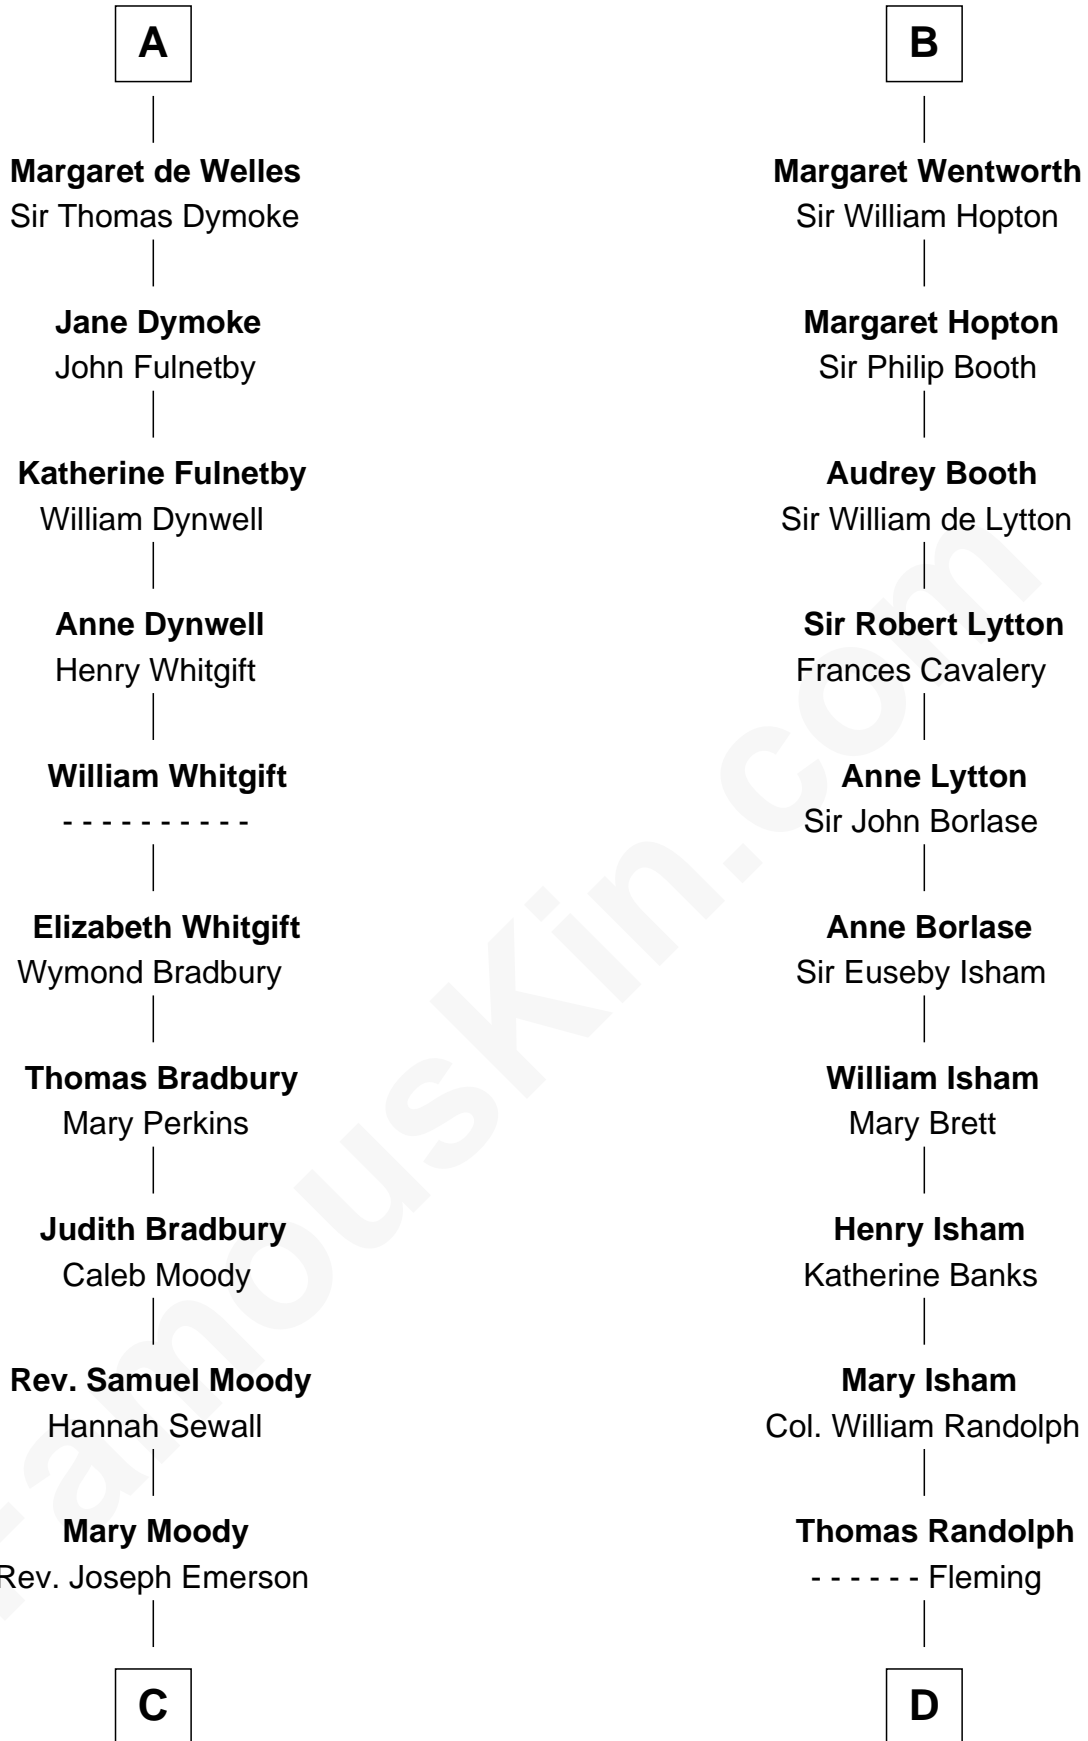 A
Margaret de Welles
Sir Thomas Dymoke
Jane Dymoke
John Fulnetby
Katherine Fulnetby
William Dynwell
Anne Dynwell
Henry Whitgift
William Whitgift
- - - - - - - - - -
Elizabeth Whitgift
Wymond Bradbury
Thomas Bradbury
Mary Perkins
Judith Bradbury
Caleb Moody
Rev. Samuel Moody
Hannah Sewall
Mary Moody
Rev. Joseph Emerson
C
B
Margaret Wentworth
Sir William Hopton
Margaret Hopton
Sir Philip Booth
Audrey Booth
Sir William de Lytton
Sir Robert Lytton
Frances Cavalery
Anne Lytton
Sir John Borlase
Anne Borlase
Sir Euseby Isham
William Isham
Mary Brett
Henry Isham
Katherine Banks
Mary Isham
Col. William Randolph
Thomas Randolph
- - - - - - Fleming
D
FamousKin.com